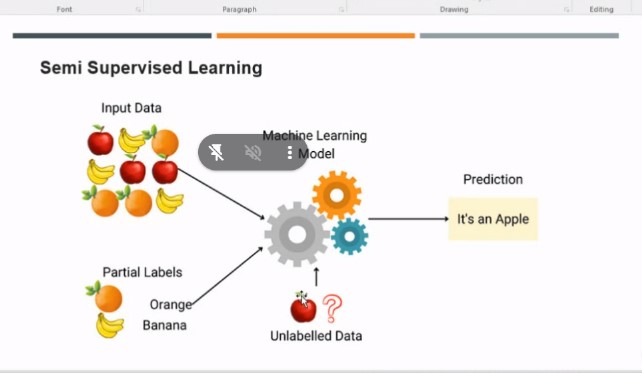 Font
Paragraph
Drawing
Editing
Semi Supervised Learning
Input Data
Machine Learning
Model
Prediction
It's an Apple
Partial Labels
Orange
Banana
?
Unlabelled Data